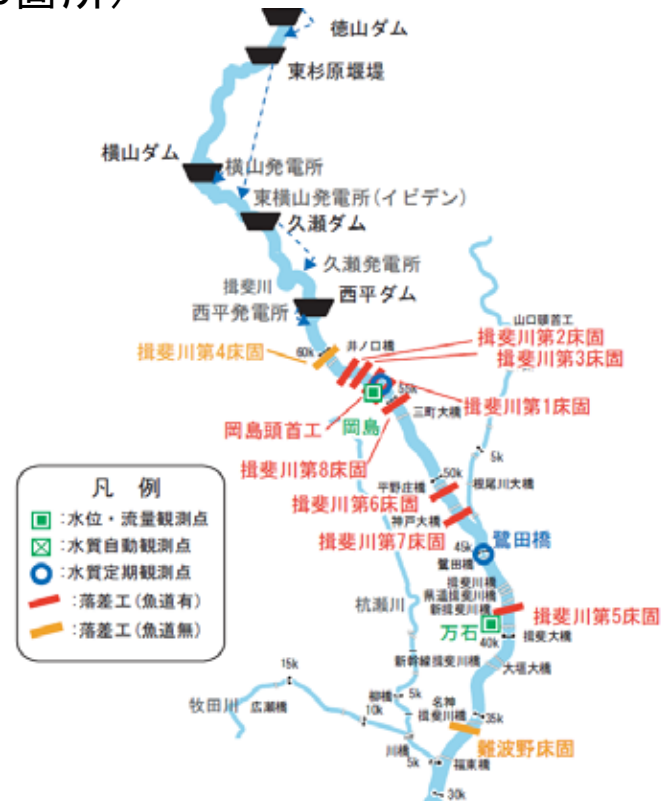 徳山ダム
東杉原堰堤
横山ダム
横山発電所
東横山発電所(イビデン)
久瀬ダム
久瀬発電所
揖斐川
西平ダム
西平発電所
山口頭首工
井ノ口橋
揖斐川第2床固
揖斐川第3床固
揖斐川第4床固
60k
55k
揖斐川第1床固
三町大橋
岡島頭首工
岡島
揖斐川第8床固
5k
50k
根尾川大橋
平野庄橋
揖斐川第6床固
神戸大橋
揖斐川第7床固
鷺田橋
45k
鷺田橋
凡 例
:水位・流量観測点
:水質自動観測点
:水質定期観測点
:落差工(魚道有)
:落差工(魚道無)
杭瀬川
揖斐川橋
新揖斐川橋
揖斐川第5床固
万石
40k
揖斐大橋
新幹線揖斐川橋
大垣大橋
15k
牧田川
広瀬橋
柳橋
5k
10k
名神
揖斐川橋
35k
難波野床固
川橋
5k
福束橋
30k